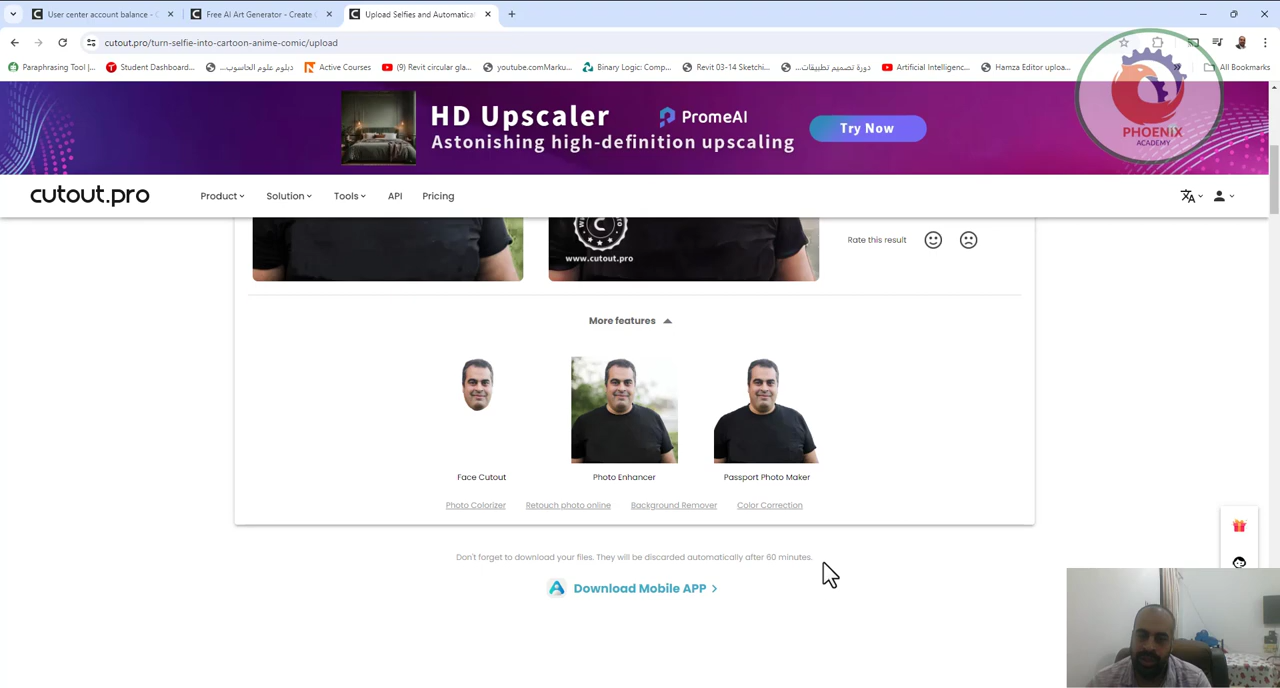 User center account balance - C
Free AI Art Generator - Create C
Upload Selfies and Automatica
cutout.pro/turn-selfie-into-cartoon-anime-comic/upload
Paraphrasing Tool |...
Student Dashboard...
دبلوم علوم الحاسوب...
Active Courses
(9) Revit Curtar gla...
youtube.comMarku...
Binary Logic: Comp...
Revit 03-14 Sketchi...
دورة تصميم تطبيقات...
Artificial Intelligenc...
Hamza Editor uploa...
All Bookmarks
HD Upscaler
PromeAI
Astonishing high-definition upscaling
Try Now
PHOENIX
ACADEMY
cutout.pro
Product
Solution
Tools
API
Pricing
www.cutout.pro
Rate this result
More features
Face Cutout
Photo Enhancer
Passport Photo Maker
Photo Colorizer
Retouch photo online
Background Remover
Color Correction
Don't forget to download your files. They will be discarded automatically after 60 minutes.
Download Mobile APP >